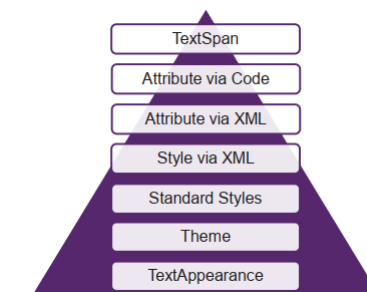 TextSpan
Attribute via Code
Attribute via XML
Style via XML
Standard Styles
Theme
TextAppearance